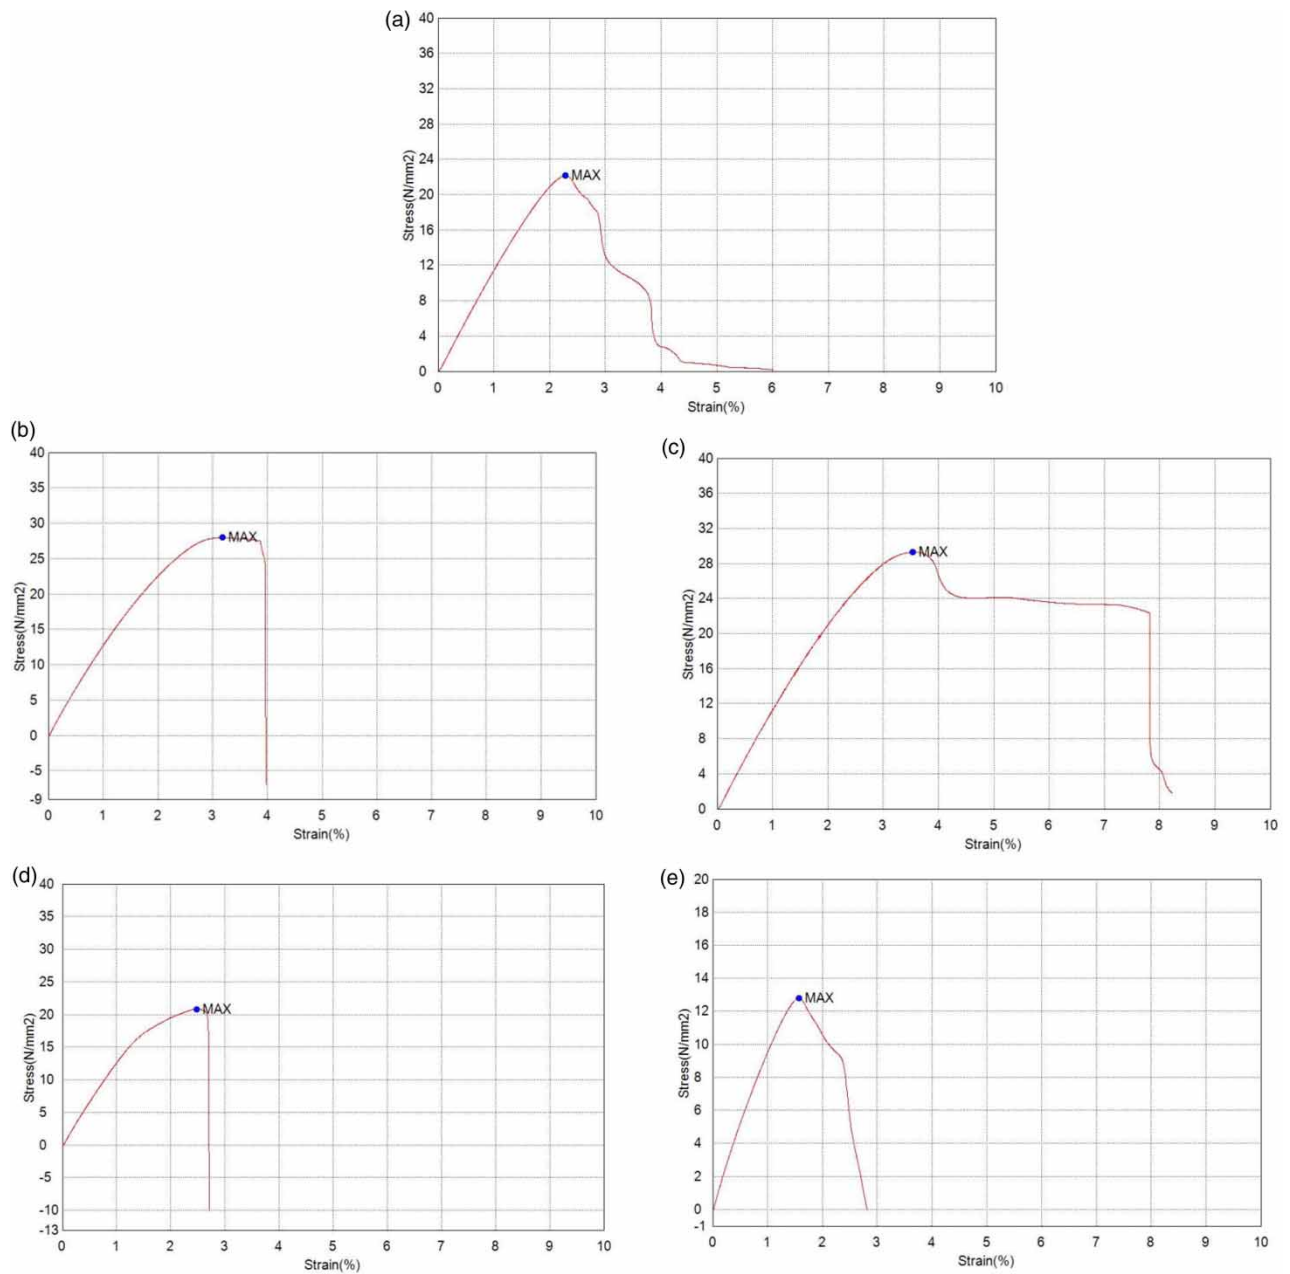 (a)
40
36
32
28
24
20
16
12
8
4
0
Stress(N/mm2)
MAX
0 1 2 3 4 5 6 7 8 9 10
Strain(%)
(b)
40
35
30
25
20
15
10
5
0
-5
-9
Stress(N/mm2)
MAX
0 1 2 3 4 5 6 7 8 9 10
Strain(%)
(c)
40
36
32
28
24
20
16
12
8
4
0
Stress(N/mm2)
MAX
0 1 2 3 4 5 6 7 8 9 10
Strain(%)
(d)
40
35
30
25
20
15
10
5
0
-5
-10
-13
Stress(N/mm2)
MAX
0 1 2 3 4 5 6 7 8 9 10
Strain(%)
(e)
20
18
16
14
12
10
8
6
4
2
0
-1
Stress(N/mm2)
MAX
0 1 2 3 4 5 6 7 8 9 10
Strain(%)